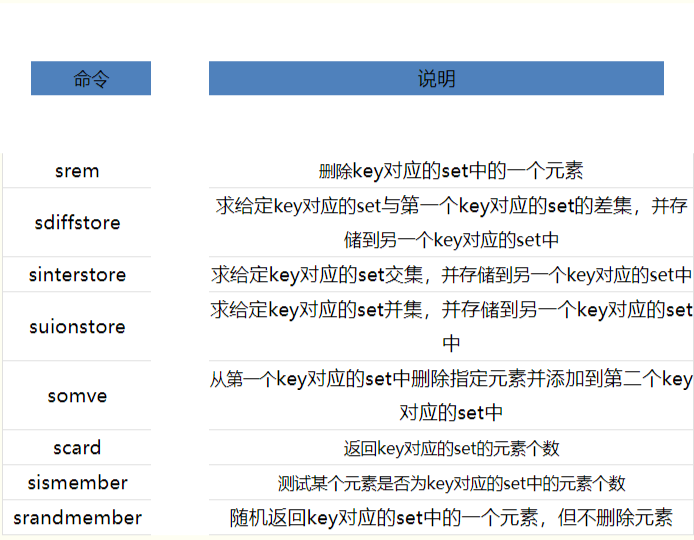 命令 说明
srem 删除key对应的set中的一个元素
sdiffstore 求给定key对应的set与第一个key对应的set的差集，并存
储到另一个key对应的set中
sinterstore 求给定key对应的set交集，并存储到另一个key对应的set中
suionstore 求给定key对应的set并集，并存储到另一个key对应的set
中
somve 从第一个key对应的set中删除指定元素并添加到第二个key
对应的set中
scard 返回key对应的set的元素个数
sismember 测试某个元素是否为key对应的set中的元素个数
srandmember 随机返回key对应的set中的一个元素，但不删除元素